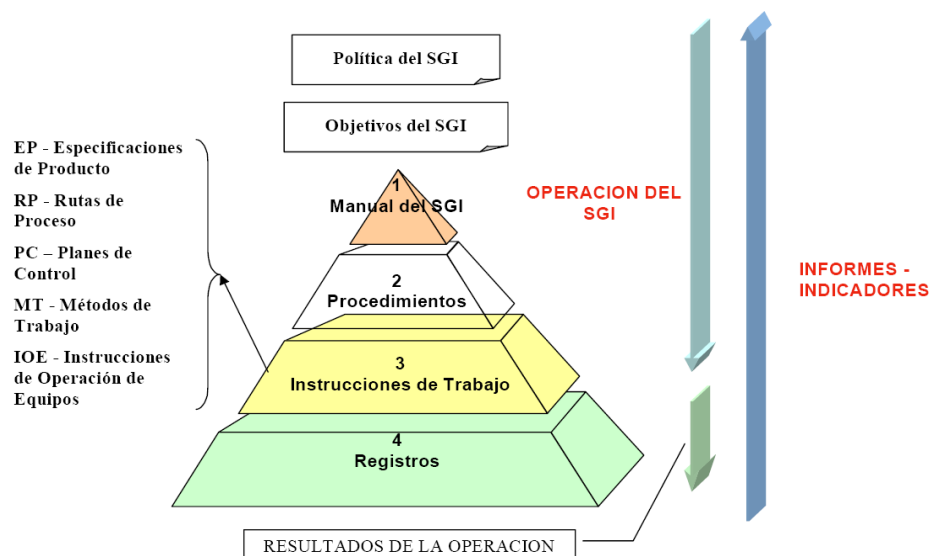 Política del SGI
Objetivos del SGI
EP - Especificaciones
de Producto
RP - Rutas de
Proceso
PC – Planes de
Control
MT - Métodos de
Trabajo
IOE - Instrucciones
de Operación de
Equipos
1
Manual del SGI
2
Procedimientos
3
Instrucciones de Trabajo
4
Registros
OPERACION DEL
SGI
INFORMES -
INDICADORES
RESULTADOS DE LA OPERACION